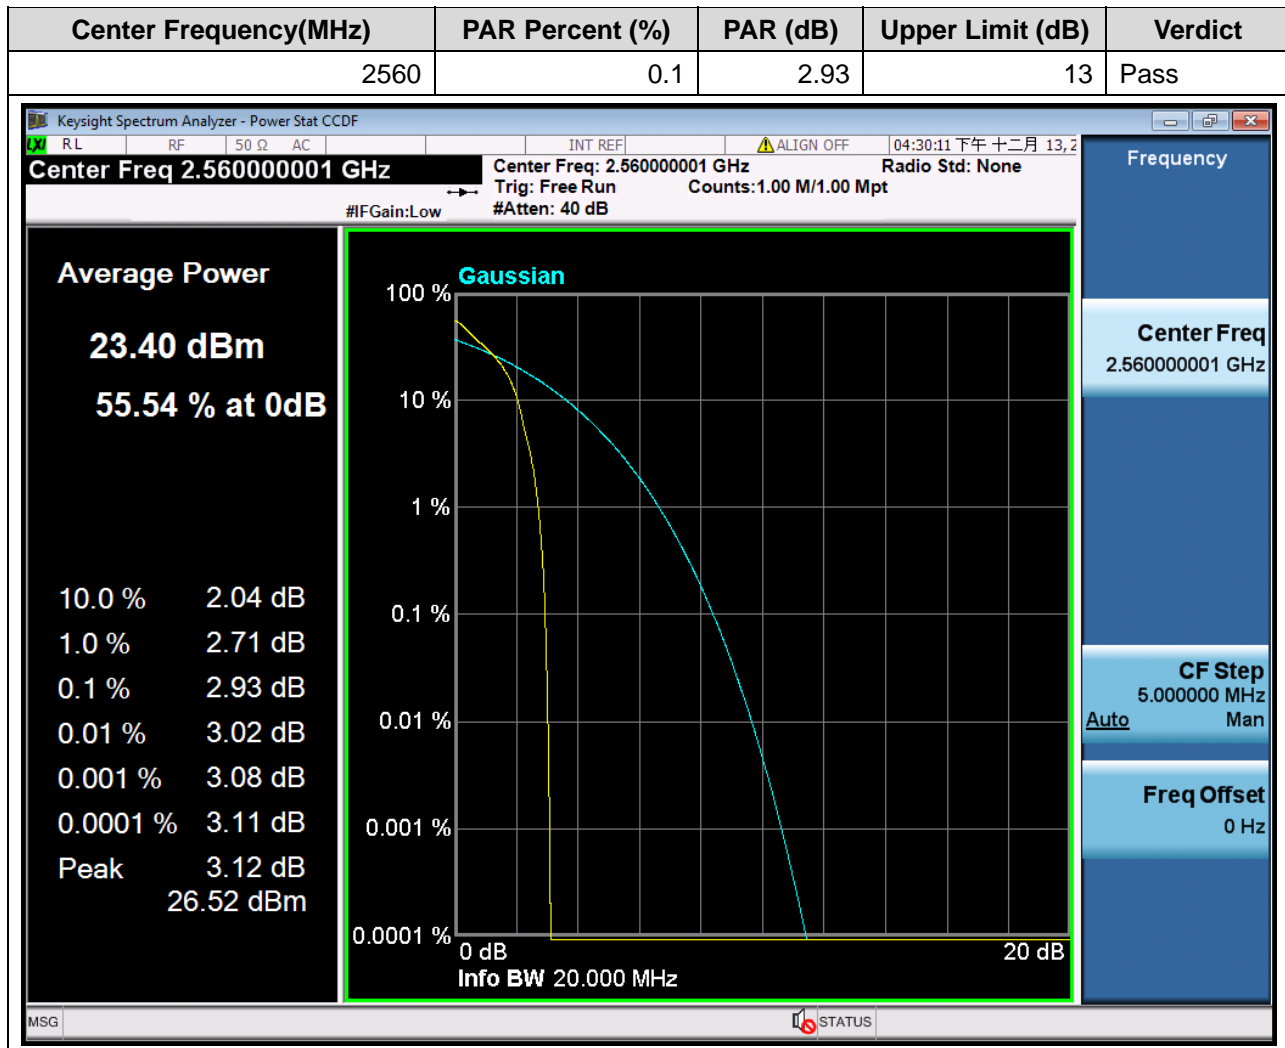 Center Frequency(MHz) PAR Percent (%) PAR (dB) Upper Limit (dB) Verdict
2560 0.1 2.93 13 Pass
Keysight Spectrum Analyzer - Power Stat CCDF
LXI RL RF 50 Ω AC INT REF ALIGN OFF 04:30:11 下午 十二月 13, 2
Center Freq 2.560000001 GHz
Center Freq: 2.560000001 GHz Radio Std: None
Trig: Free Run Counts:1.00 M/1.00 Mpt
#IFGain:Low #Atten: 40 dB
Average Power
23.40 dBm
55.54 % at 0dB
10.0 % 2.04 dB
1.0 % 2.71 dB
0.1 % 2.93 dB
0.01 % 3.02 dB
0.001 % 3.08 dB
0.0001 % 3.11 dB
Peak 3.12 dB
26.52 dBm
Gaussian
100 %
10 %
1 %
0.1 %
0.01 %
0.001 %
0.0001 %
0 dB 20 dB
Info BW 20.000 MHz
Frequency
Center Freq
2.560000001 GHz
CF Step
5.000000 MHz
Auto Man
Freq Offset
0 Hz
MSG STATUS